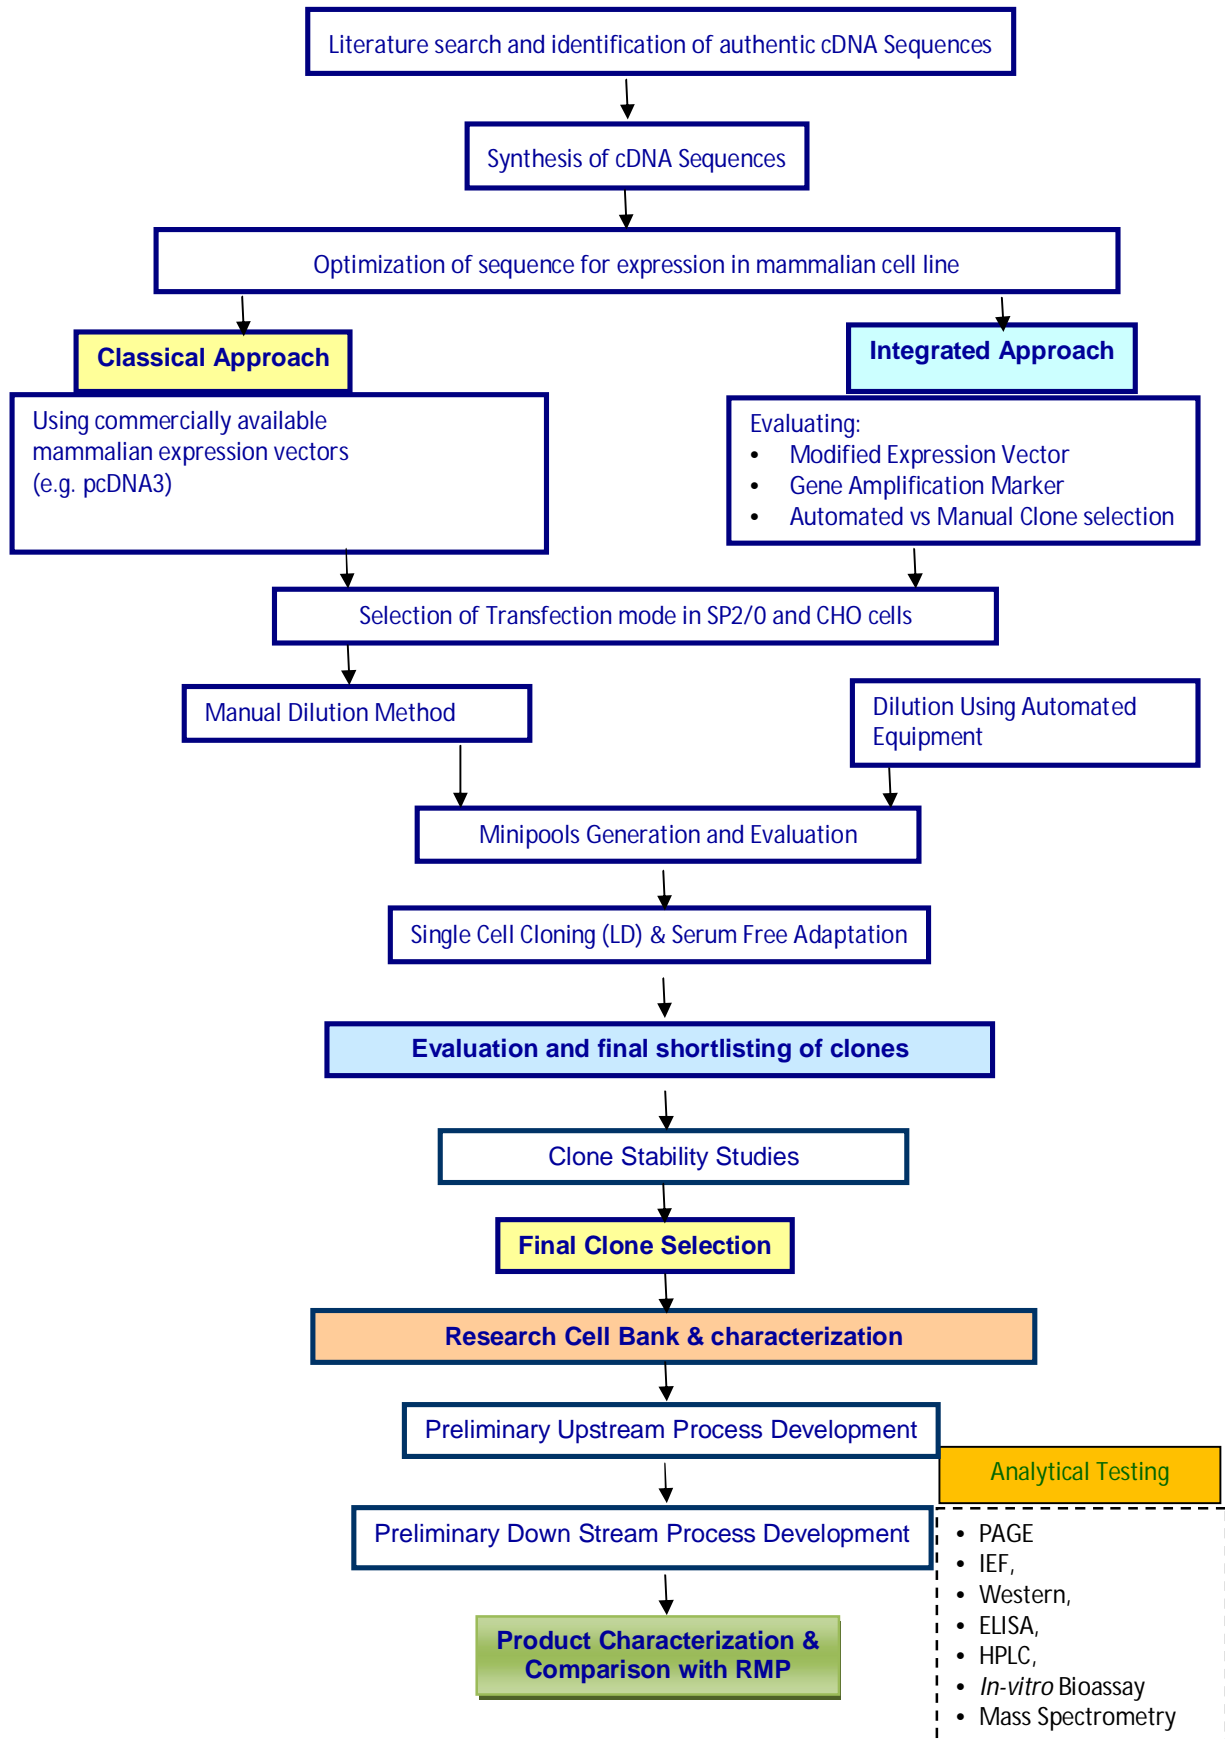 Literature search and identification of authentic cDNA Sequences
Synthesis of cDNA Sequences
Optimization of sequence for expression in mammalian cell line
Classical Approach
Using commercially available
mammalian expression vectors
(e.g. pcDNA3)
Integrated Approach
Evaluating:
• Modified Expression Vector
• Gene Amplification Marker
• Automated vs Manual Clone selection
Selection of Transfection mode in SP2/0 and CHO cells
Manual Dilution Method
Dilution Using Automated
Equipment
Minipools Generation and Evaluation
Single Cell Cloning (LD) & Serum Free Adaptation
Evaluation and final shortlisting of clones
Clone Stability Studies
Final Clone Selection
Research Cell Bank & characterization
Preliminary Upstream Process Development
Preliminary Down Stream Process Development
Product Characterization &
Comparison with RMP
Analytical Testing
• PAGE
• IEF,
• Western,
• ELISA,
• HPLC,
• In-vitro Bioassay
• Mass Spectrometry